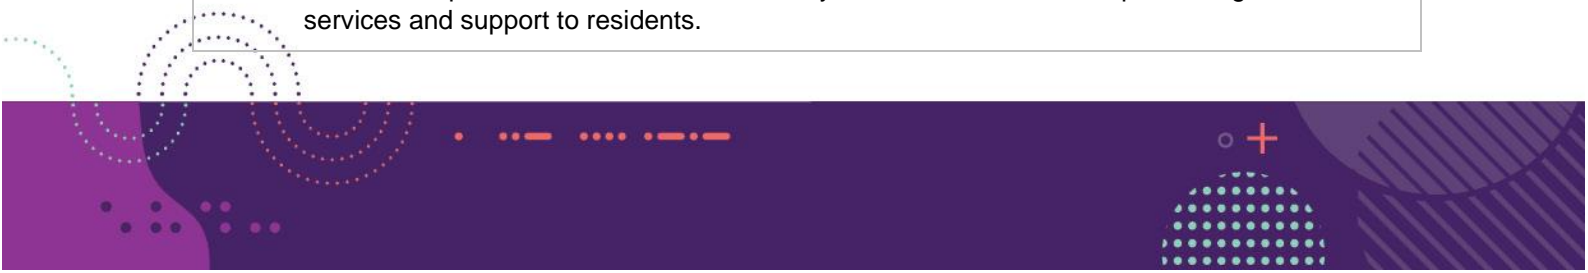 services and support to residents.